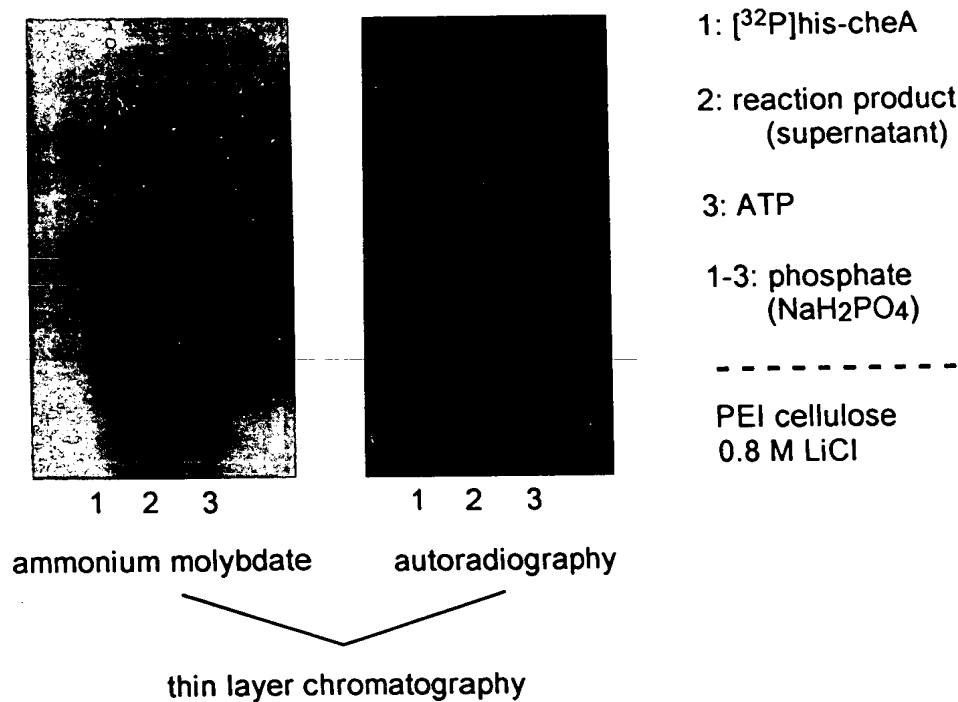 1: [³²P]his-cheA
2: reaction product
(supernatant)
3: ATP
1-3: phosphate
(NaH₂PO₄)
PEI cellulose
0.8 M LiCl
1 2 3
1 2 3
ammonium molybdate
autoradiography
thin layer chromatography